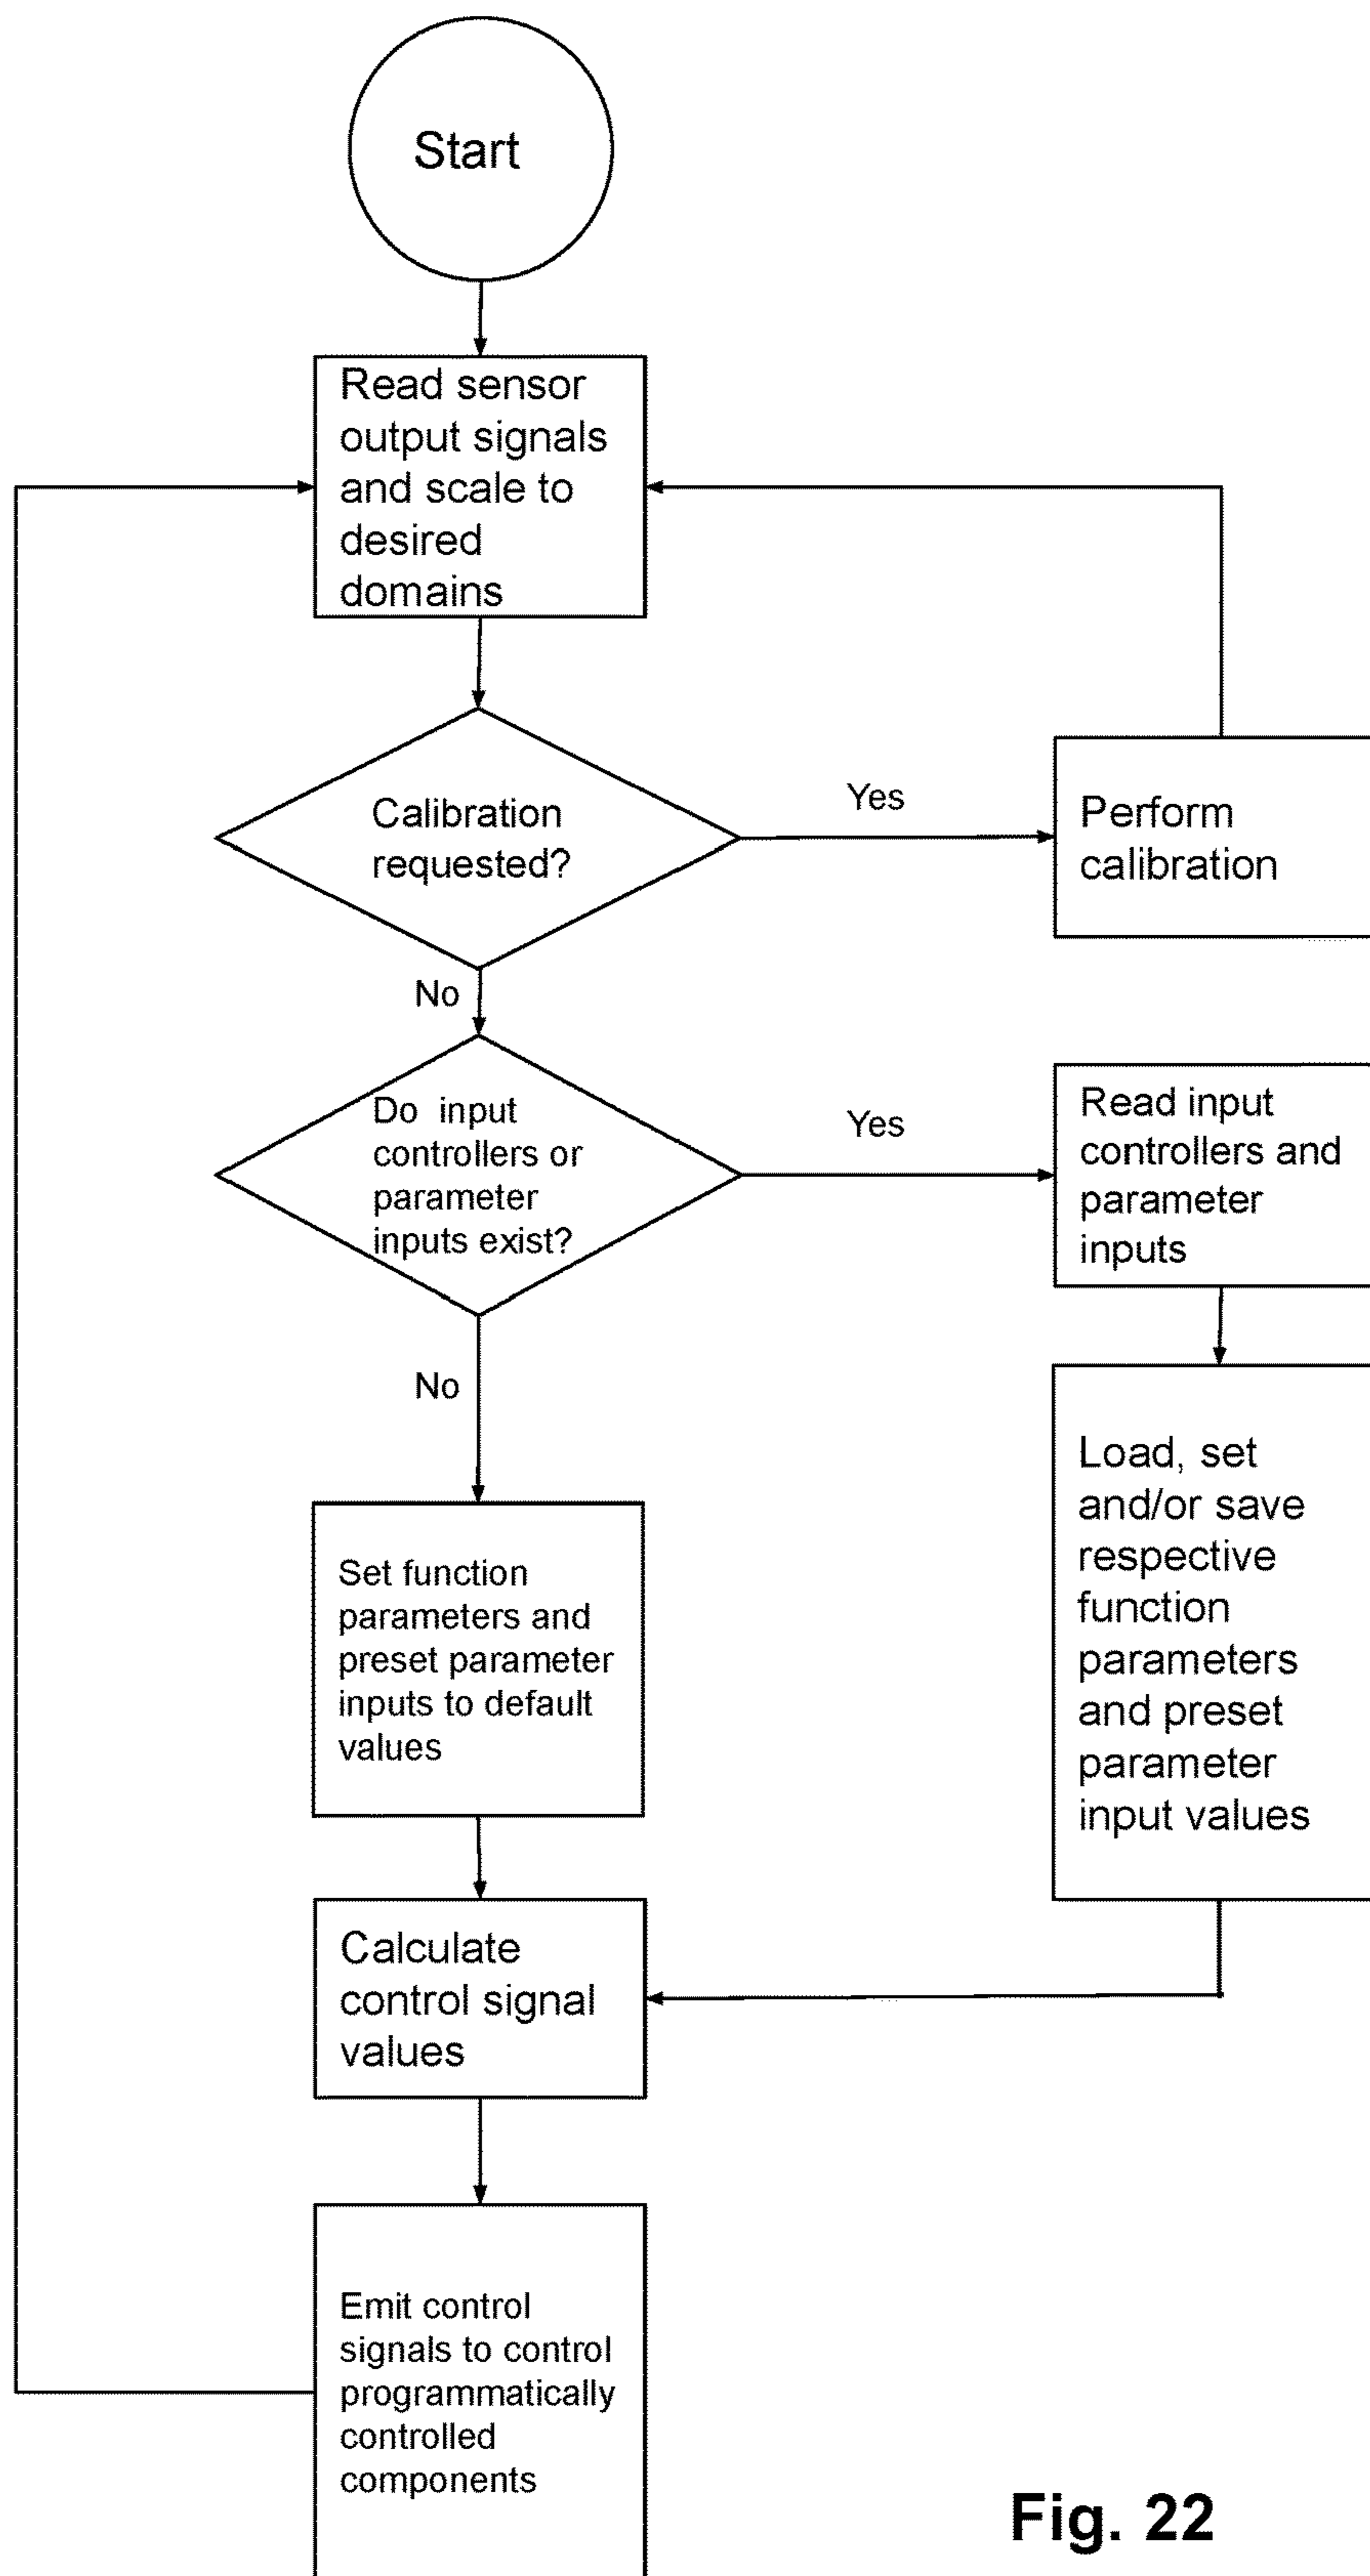 Start
Read sensor
output signals
and scale to
desired
domains
Calibration
requested?
Yes
Perform
calibration
No
Do input
controllers or
parameter
inputs exist?
Yes
Read input
controllers and
parameter
inputs
No
Load, set
and/or save
respective
function
parameters
and preset
parameter
input values
Set function
parameters and
preset parameter
inputs to default
values
Calculate
control signal
values
Emit control
signals to control
programmatically
controlled
components
Fig. 22